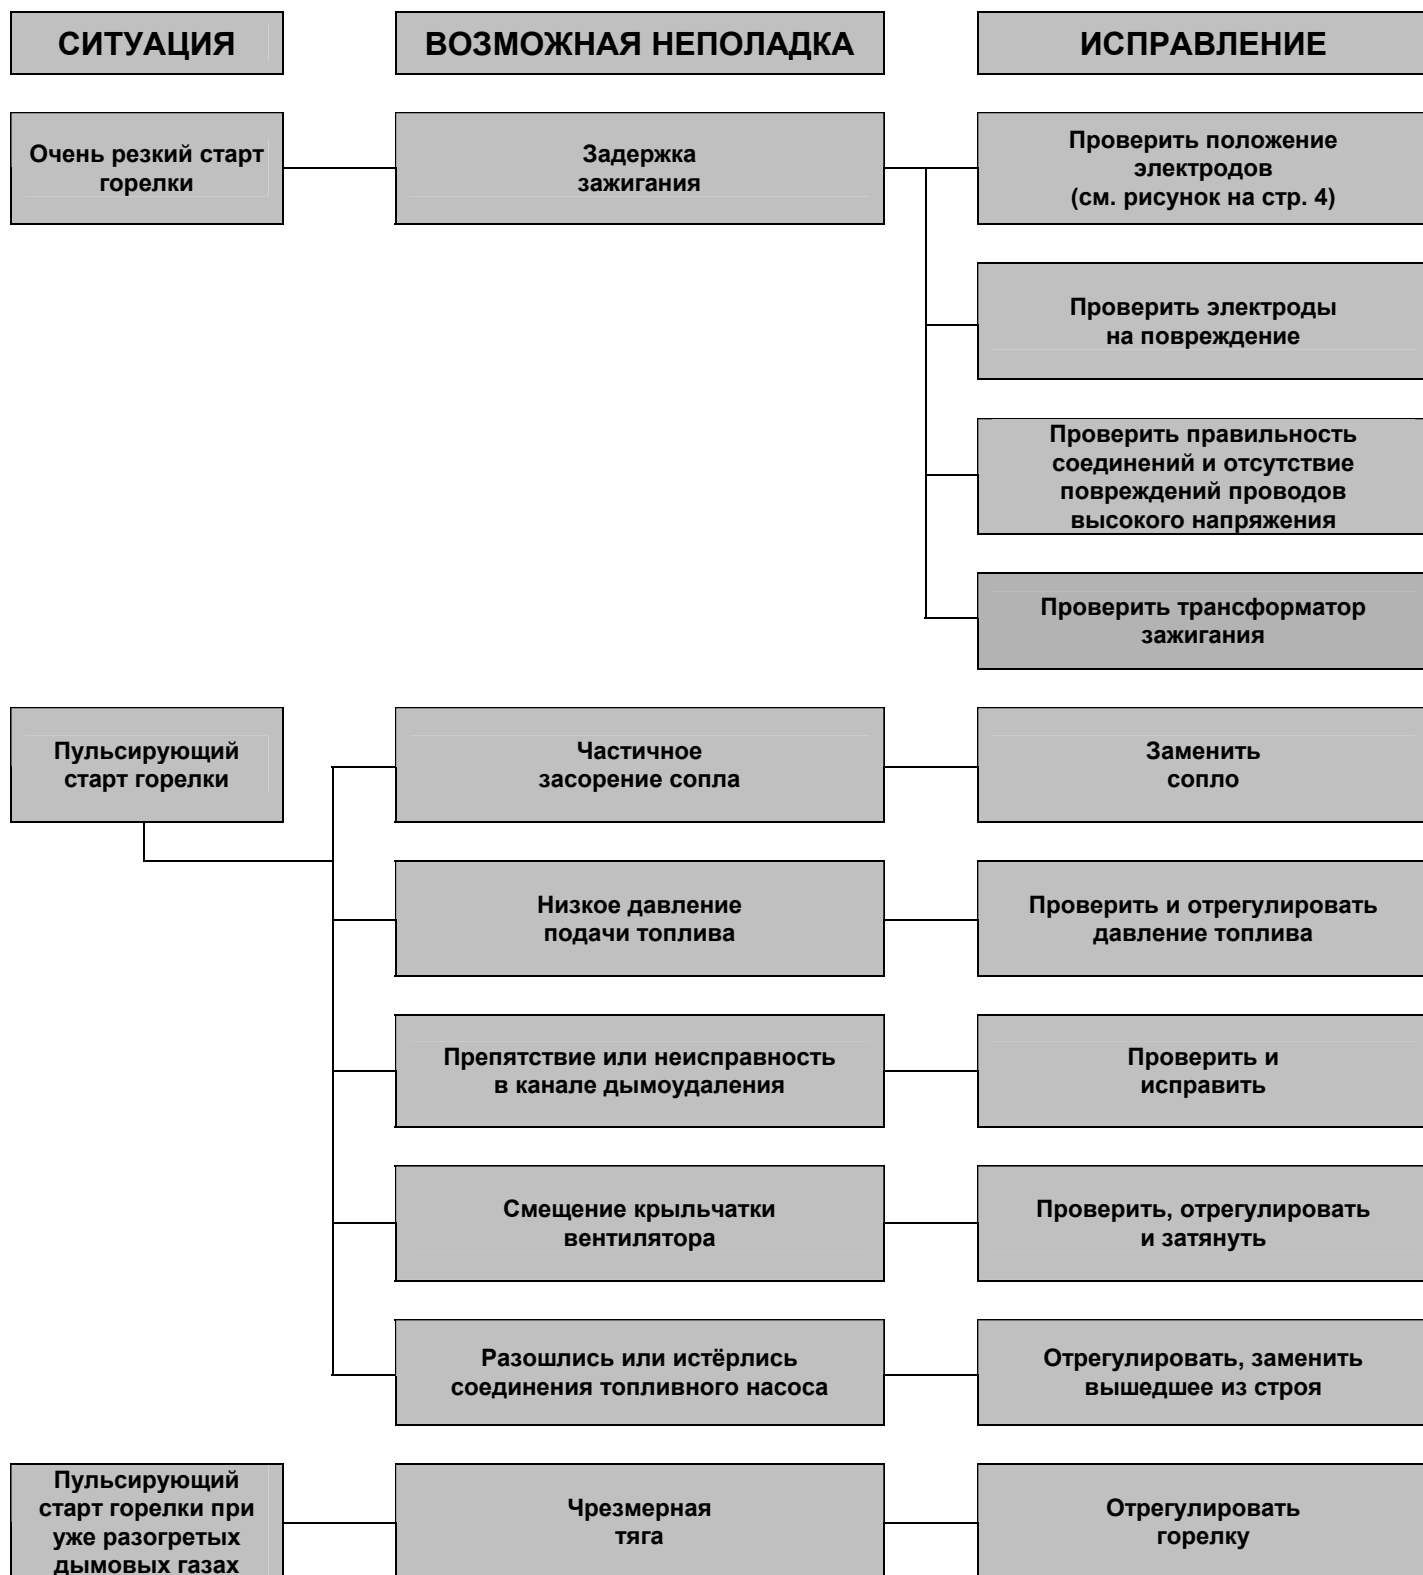 СИТУАЦИЯ
ВОЗМОЖНАЯ НЕПОЛАДКА
ИСПРАВЛЕНИЕ
Очень резкий старт
горелки
Задержка
зажигания
Проверить положение
электродов
(см. рисунок на стр. 4)
Проверить электроды
на повреждение
Проверить правильность
соединений и отсутствие
повреждений проводов
высокого напряжения
Проверить трансформатор
зажигания
Пульсирующий
старт горелки
Частичное
засорение сопла
Заменить
сопло
Низкое давление
подачи топлива
Проверить и отрегулировать
давление топлива
Препятствие или неисправность
в канале дымоудаления
Проверить и
исправить
Смещение крыльчатки
вентилятора
Проверить, отрегулировать
и затянуть
Разошлись или истёрлись
соединения топливного насоса
Отрегулировать, заменить
вышедшее из строя
Пульсирующий
старт горелки при
уже разогретых
дымовых газах
Чрезмерная
тяга
Отрегулировать
горелку